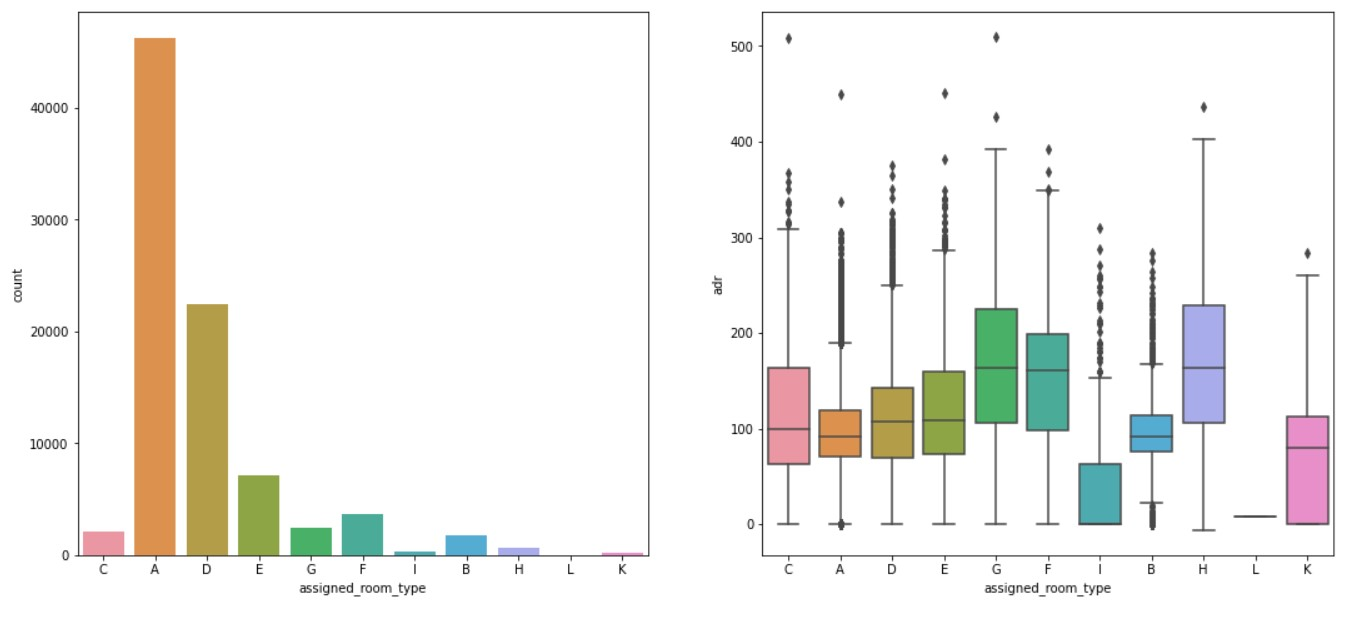 count
40000
30000
20000
10000
0
C A D E G F I B H L K
assigned_room_type
adr
500
400
300
200
100
0
C A D E G F I B H L K
assigned_room_type